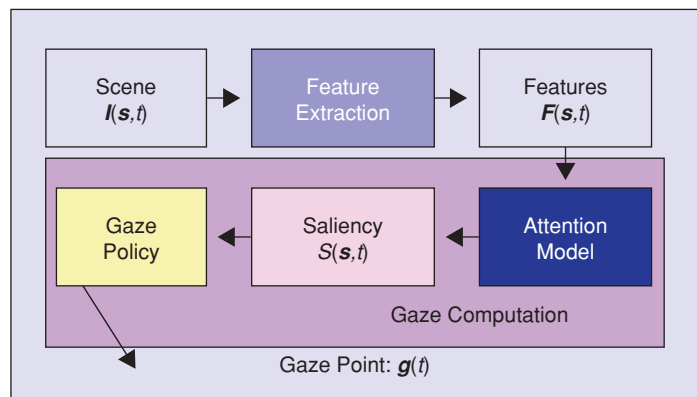 Scene
I(s,t)
Feature
Extraction
Features
F(s,t)
Gaze
Policy
Saliency
S(s,t)
Attention
Model
Gaze Computation
Gaze Point: g(t)